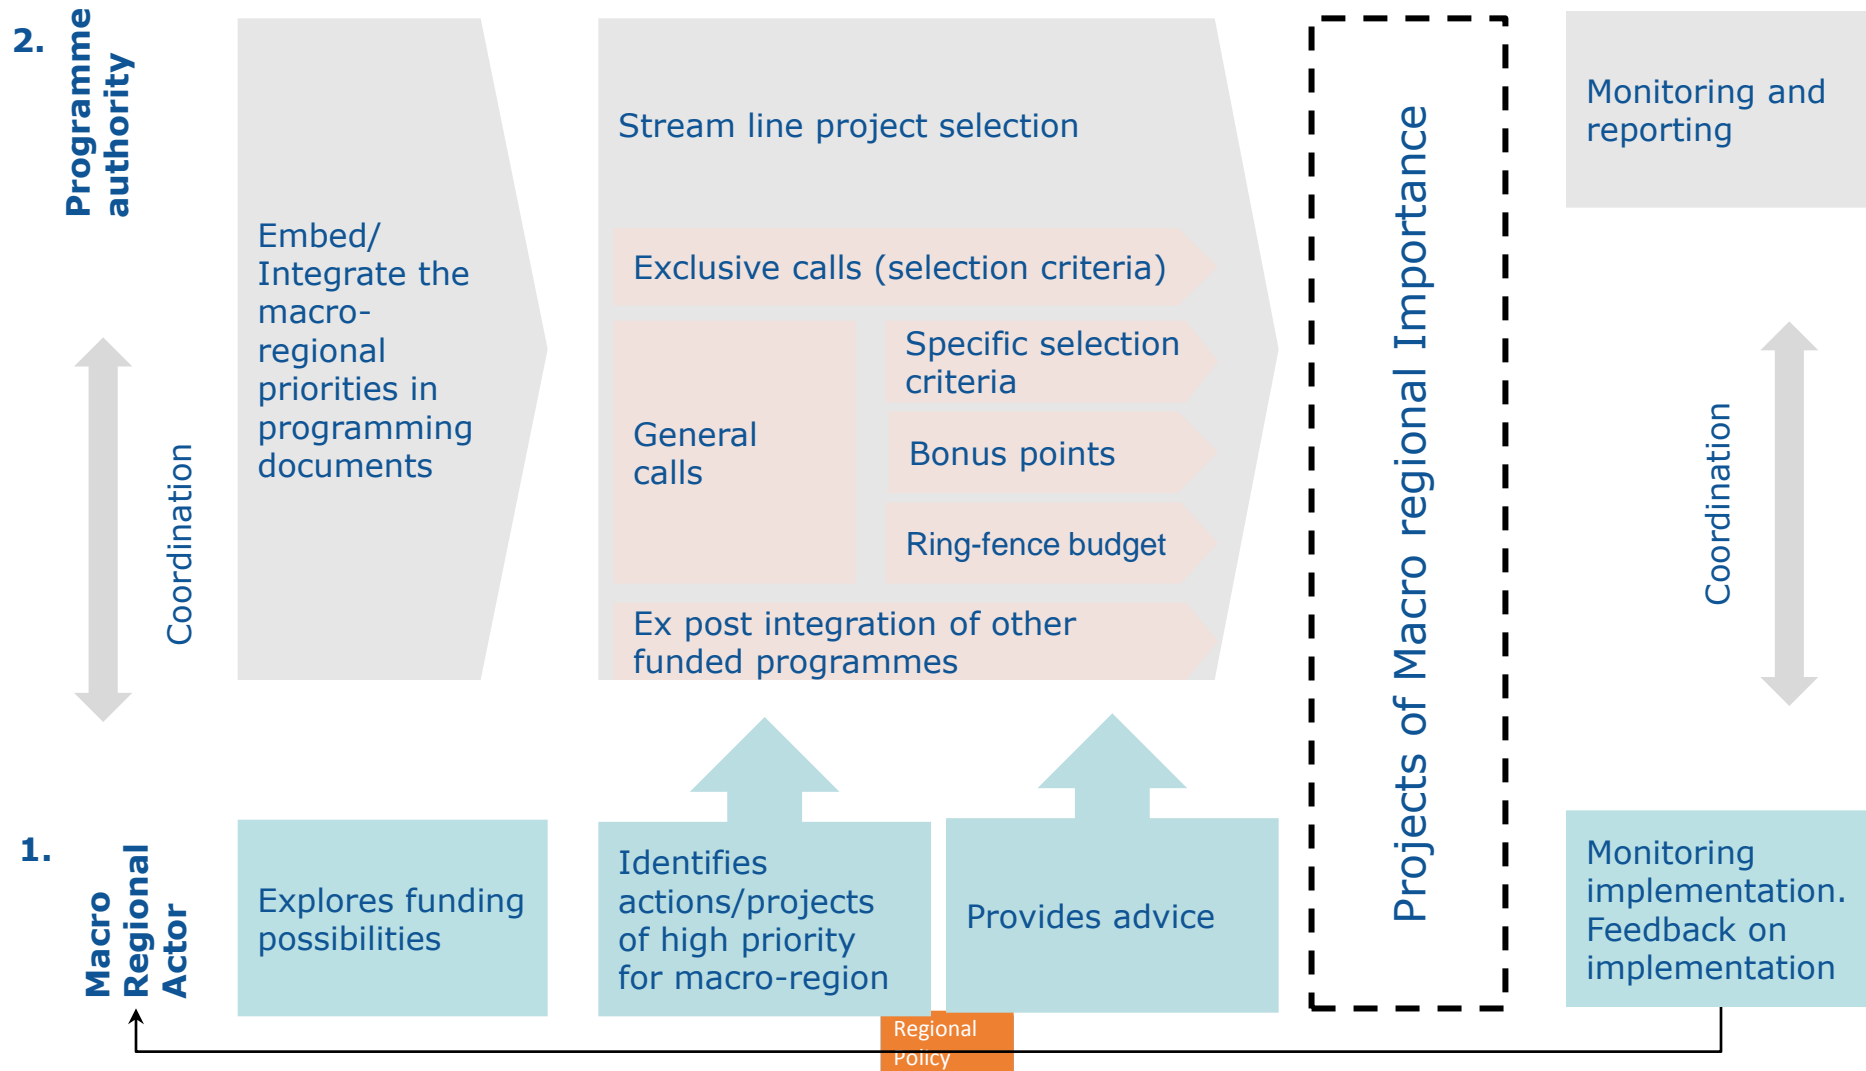 2.
Programme
authority
Embed/
Integrate the
macro-
regional
priorities in
programming
documents
Stream line project selection
Exclusive calls (selection criteria)
General
calls
Specific selection
criteria
Bonus points
Ring-fence budget
Ex post integration of other
funded programmes
Projects of Macro regional Importance
Monitoring and
reporting
Coordination
Coordination
1.
Macro
Regional
Actor
Explores funding
possibilities
Identifies
actions/projects
of high priority
for macro-region
Provides advice
Monitoring
implementation.
Feedback on
implementation
Regional
Policy